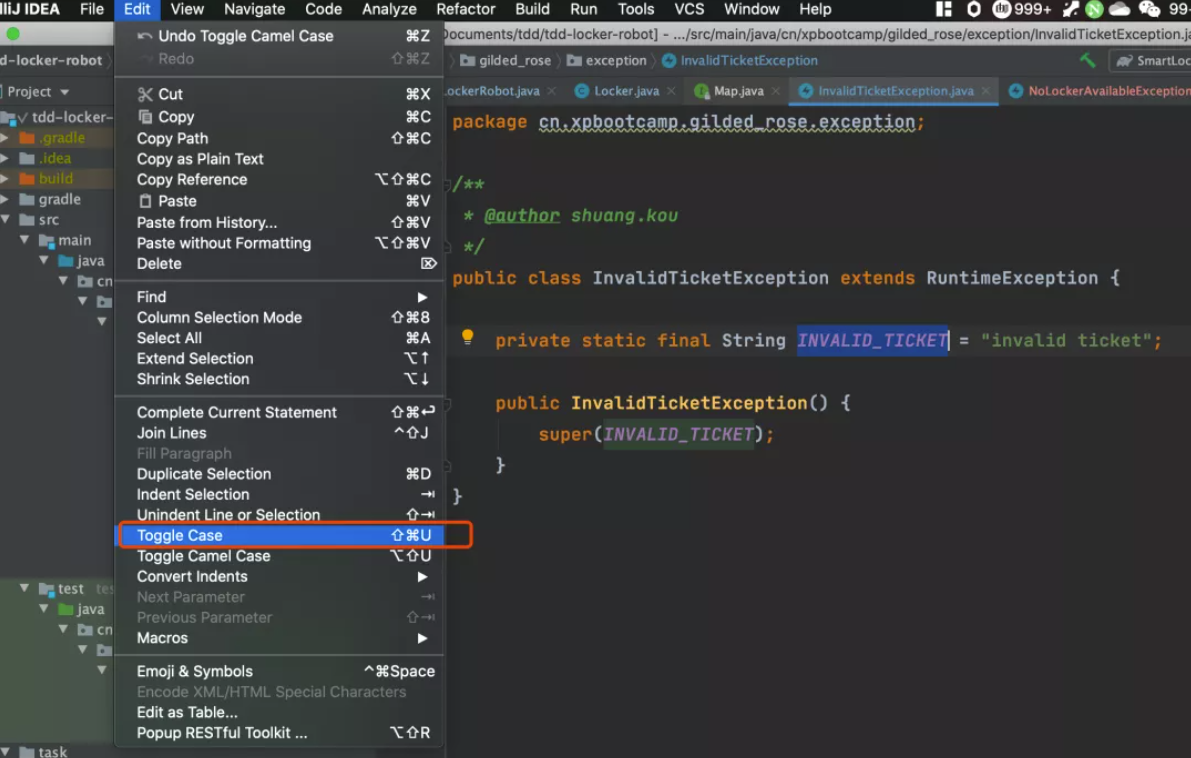 lliJ IDEA File Edit View Navigate Code Analyze Refactor Build Run Tools VCS Window Help 999+ 99
Documents/tdd/tdd-locker-robot] - .../src/main/java/cn/xpbootcamp/gilded_rose/exception/InvalidTicketException.ja
d-locker-robot gilded_rose exception InvalidTicketException SmartLoc
Project
LockerRobot.java Locker.java Map.java InvalidTicketException.java NoLockerAvailableException
tdd-locker-
.gradle
.idea
build
gradle
src
main
java
cn
test tes
java
cn
task
Undo Toggle Camel Case ⌘Z
Redo ⇧⌘Z
Cut ⌘X
Copy ⌘C
Copy Path ⇧⌘C
Copy as Plain Text
Copy Reference ⌥⇧⌘C
Paste ⌘V
Paste from History... ⇧⌘V
Paste without Formatting ⌥⇧⌘V
Delete ⌦
Find ▶
Column Selection Mode ⇧⌘8
Select All ⌘A
Extend Selection ⌥↑
Shrink Selection ⌥↓
Complete Current Statement ⇧⌘↩
Join Lines ^⇧J
Fill Paragraph
Duplicate Selection ⌘D
Indent Selection ⇥
Unindent Line or Selection ⇧⇥
Toggle Case ⇧⌘U
Toggle Camel Case ⌥⇧U
Convert Indents ▶
Next Parameter ⇥
Previous Parameter ⇧⇥
Macros ▶
Emoji & Symbols ^⌘Space
Encode XML/HTML Special Characters
Edit as Table...
Popup RESTful Toolkit ... ⌥⇧R
package cn.xpbootcamp.gilded_rose.exception;
/**
* @author shuang.kou
*/
public class InvalidTicketException extends RuntimeException {
private static final String INVALID_TICKET = "invalid ticket";
public InvalidTicketException() {
super(INVALID_TICKET);
}
}